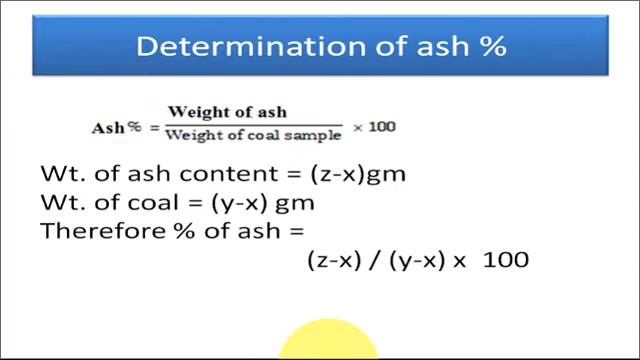 Determination of ash %
Ash% = Weight of ash / Weight of coal sample × 100
Wt. of ash content = (z-x)gm
Wt. of coal = (y-x) gm
Therefore % of ash =
(z-x) / (y-x) x 100